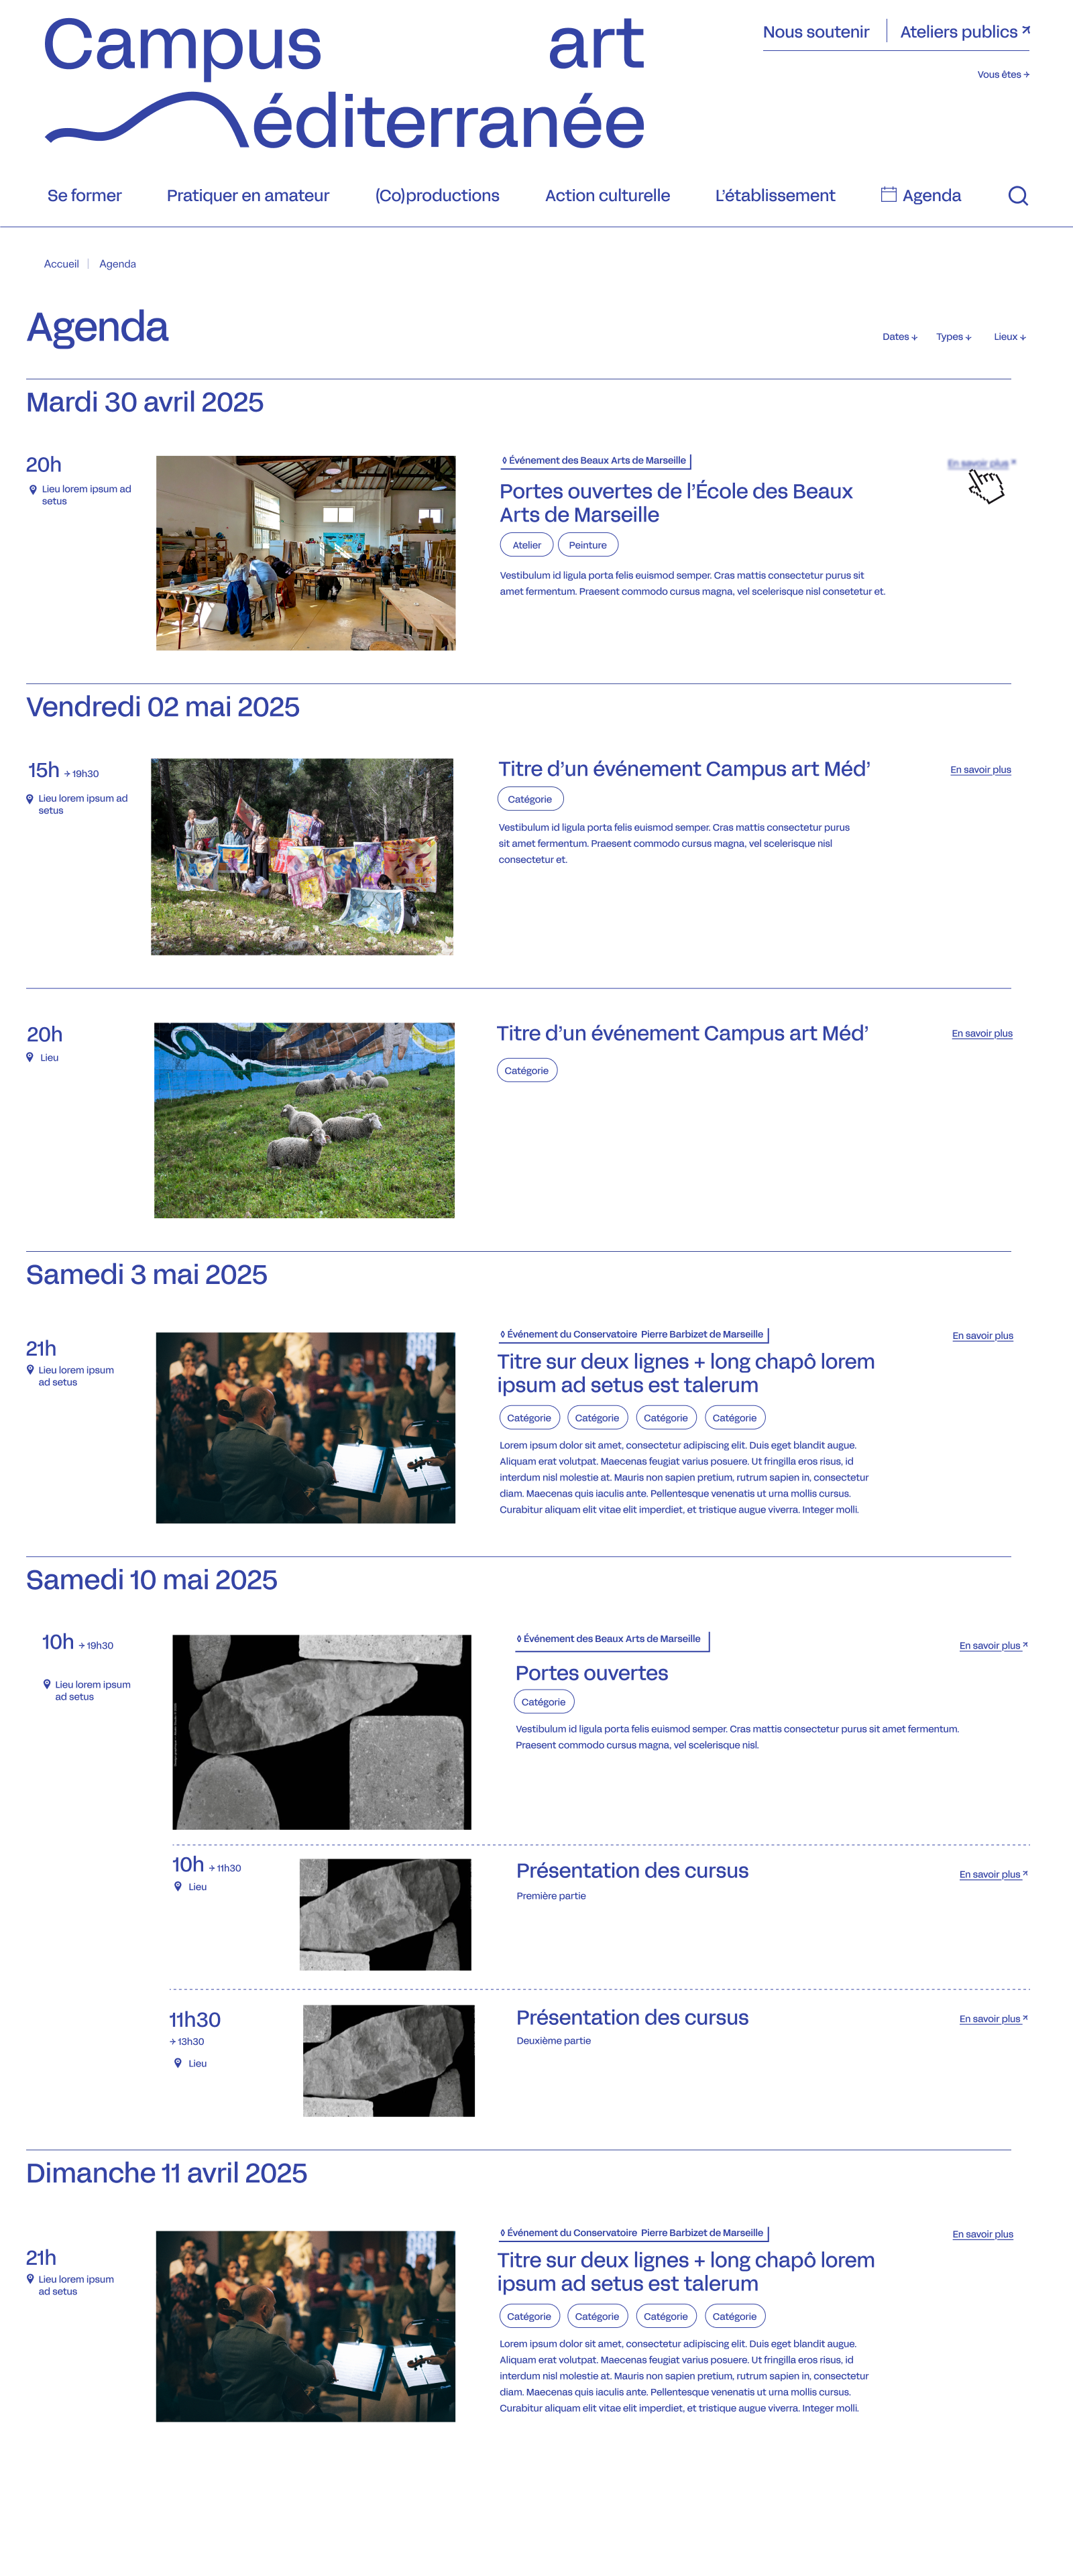 Campus art
éditerranée
Nous soutenir
Ateliers publics
Vous êtes →
Se former
Pratiquer en amateur
(Co)productions
Action culturelle
L’établissement
Agenda
Accueil
Agenda
Agenda
Dates ↓
Types ↓
Lieux ↓
Mardi 30 avril 2025
20h
Lieu lorem ipsum ad
setus
◊ Événement des Beaux Arts de Marseille
En savoir plus
Portes ouvertes de l’École des Beaux
Arts de Marseille
Atelier
Peinture
Vestibulum id ligula porta felis euismod semper. Cras mattis consectetur purus sit
amet fermentum. Praesent commodo cursus magna, vel scelerisque nisl consetetur et.
Vendredi 02 mai 2025
15h → 19h30
Lieu lorem ipsum ad
setus
Titre d’un événement Campus art Méd’
En savoir plus
Catégorie
Vestibulum id ligula porta felis euismod semper. Cras mattis consectetur purus
sit amet fermentum. Praesent commodo cursus magna, vel scelerisque nisl
consectetur et.
20h
Lieu
Titre d’un événement Campus art Méd’
En savoir plus
Catégorie
Samedi 3 mai 2025
21h
Lieu lorem ipsum
ad setus
◊ Événement du Conservatoire Pierre Barbizet de Marseille
En savoir plus
Titre sur deux lignes + long chapô lorem
ipsum ad setus est talerum
Catégorie
Catégorie
Catégorie
Catégorie
Lorem ipsum dolor sit amet, consectetur adipiscing elit. Duis eget blandit augue.
Aliquam erat volutpat. Maecenas feugiat varius posuere. Ut fringilla eros risus, id
interdum nisl molestie at. Mauris non sapien pretium, rutrum sapien in, consectetur
diam. Maecenas quis iaculis ante. Pellentesque venenatis ut urna mollis cursus.
Curabitur aliquam elit vitae elit imperdiet, et tristique augue viverra. Integer molli.
Samedi 10 mai 2025
10h → 19h30
Lieu lorem ipsum
ad setus
◊ Événement des Beaux Arts de Marseille
En savoir plus
Portes ouvertes
Catégorie
Vestibulum id ligula porta felis euismod semper. Cras mattis consectetur purus sit amet fermentum.
Praesent commodo cursus magna, vel scelerisque nisl.
10h → 11h30
Lieu
Présentation des cursus
Première partie
En savoir plus
11h30
→ 13h30
Lieu
Présentation des cursus
Deuxième partie
En savoir plus
Dimanche 11 avril 2025
21h
Lieu lorem ipsum
ad setus
◊ Événement du Conservatoire Pierre Barbizet de Marseille
En savoir plus
Titre sur deux lignes + long chapô lorem
ipsum ad setus est talerum
Catégorie
Catégorie
Catégorie
Catégorie
Lorem ipsum dolor sit amet, consectetur adipiscing elit. Duis eget blandit augue.
Aliquam erat volutpat. Maecenas feugiat varius posuere. Ut fringilla eros risus, id
interdum nisl molestie at. Mauris non sapien pretium, rutrum sapien in, consectetur
diam. Maecenas quis iaculis ante. Pellentesque venenatis ut urna mollis cursus.
Curabitur aliquam elit vitae elit imperdiet, et tristique augue viverra. Integer molli.